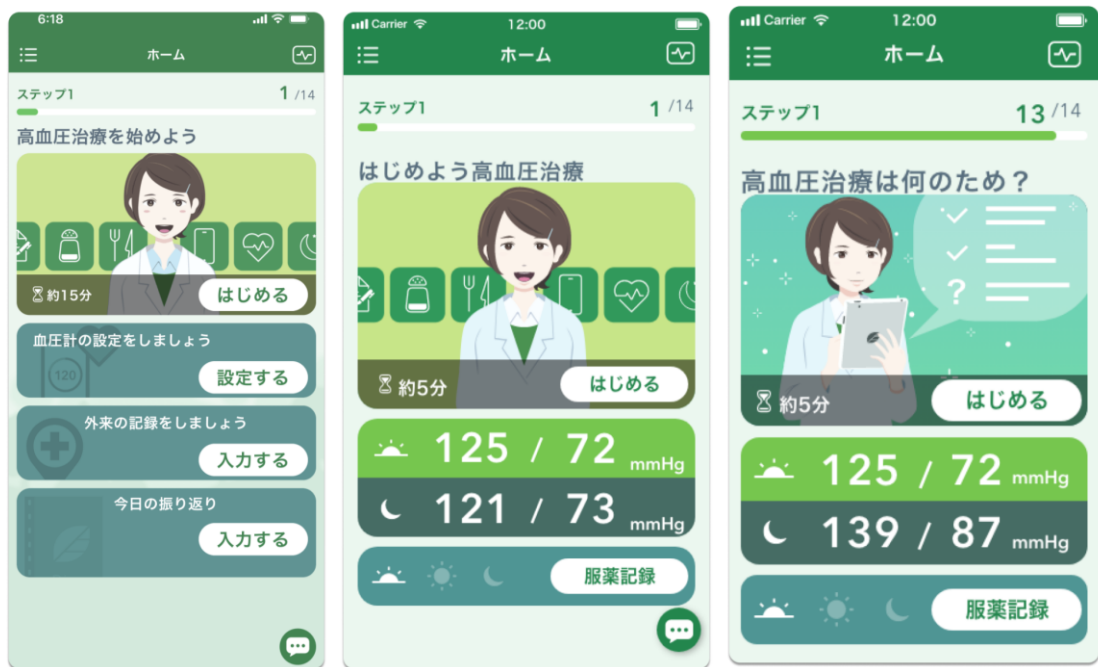 6:18
ホーム
ステップ1
1 /14
高血圧治療を始めよう
約15分
はじめる
血圧計の設定をしましょう
120
設定する
外来の記録をしましょう
入力する
今日の振り返り
入力する
Carrier
12:00
ホーム
ステップ1
1 /14
はじめよう高血圧治療
約5分
はじめる
125 / 72 mmHg
121 / 73 mmHg
服薬記録
Carrier
12:00
ホーム
ステップ1
13 /14
高血圧治療は何のため？
?
約5分
はじめる
125 / 72 mmHg
139 / 87 mmHg
服薬記録